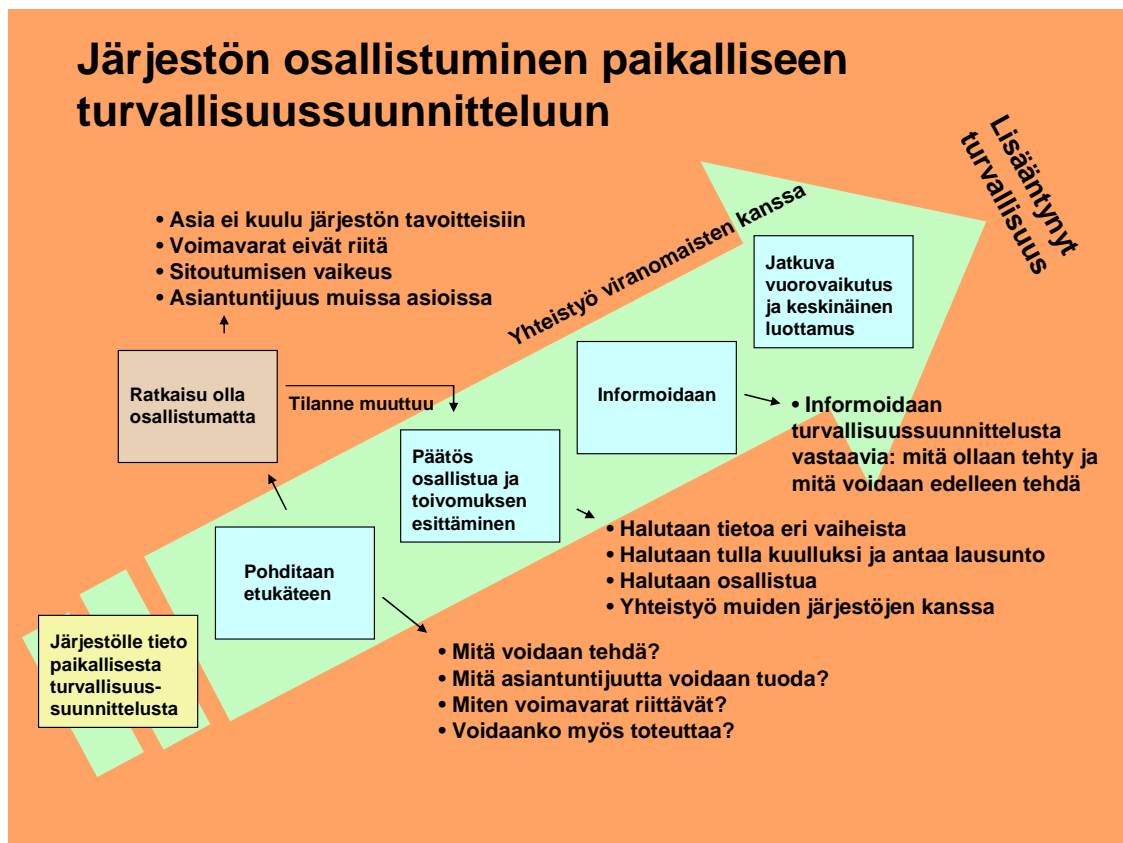 Järjestön osallistuminen paikalliseen
turvallisuussuunnitteluun
Lisääntynyt
turvallisuus
Yhteistyö viranomaisten kanssa
• Asia ei kuulu järjestön tavoitteisiin
• Voimavarat eivät riitä
• Sitoutumisen vaikeus
• Asiantuntijuus muissa asioissa
Jatkuva
vuorovaikutus
ja keskinäinen
luottamus
Ratkaisu olla
osallistumatta
Tilanne muuttuu
Informoidaan
• Informoidaan
turvallisuussuunnittelusta
vastaavia: mitä ollaan tehty ja
mitä voidaan edelleen tehdä
Päätös
osallistua ja
toivomuksen
esittäminen
• Halutaan tietoa eri vaiheista
• Halutaan tulla kuulluksi ja antaa lausunto
• Halutaan osallistua
• Yhteistyö muiden järjestöjen kanssa
Pohditaan
etukäteen
Järjestölle tieto
paikallisesta
turvallisuus-
suunnittelusta
• Mitä voidaan tehdä?
• Mitä asiantuntijuutta voidaan tuoda?
• Miten voimavarat riittävät?
• Voidaanko myös toteuttaa?